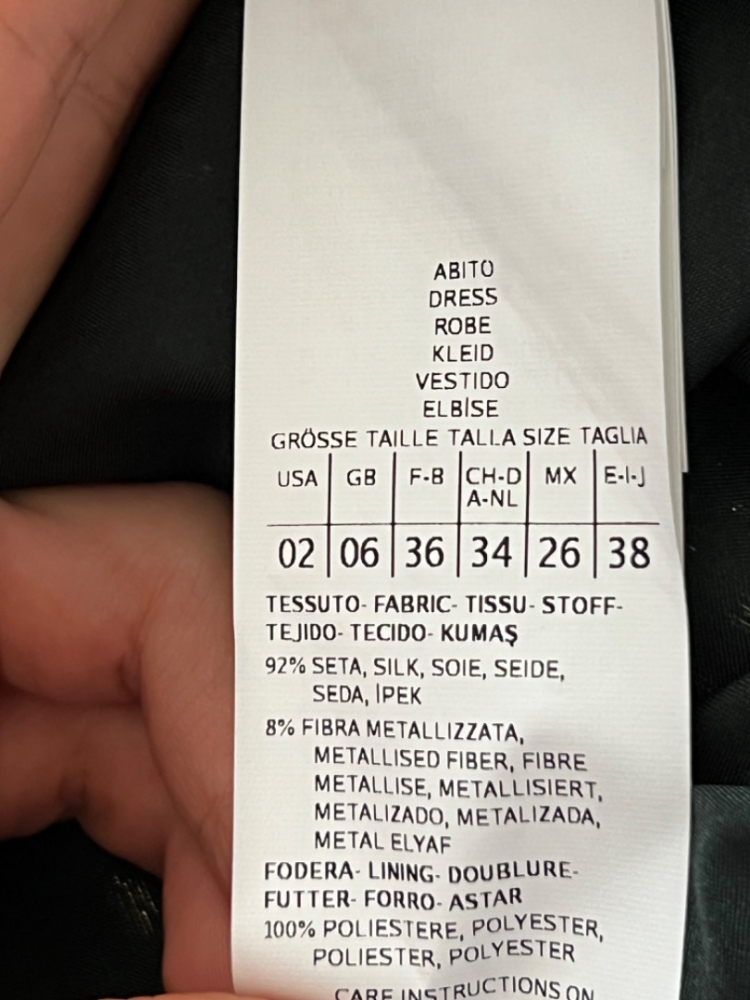 ABITO
DRESS
ROBE
KLEID
VESTIDO
ELBİSE
GRÖSSE TAILLE TALLA SIZE TAGLIA
USA GB F-B CH-D A-NL MX E-I-J
02 06 36 34 26 38
TESSUTO- FABRIC- TISSU- STOFF-
TEJIDO- TECIDO- KUMAŞ
92% SETA, SILK, SOIE, SEIDE,
SEDA, İPEK
8% FIBRA METALLIZZATA,
METALLISED FIBER, FIBRE
METALLISE, METALLISIERT,
METALIZADO, METALIZADA,
METAL ELYAF
FODERA- LINING- DOUBLURE-
FUTTER- FORRO- ASTAR
100% POLIESTERE, POLYESTER,
POLIESTER, POLYESTER
CARE INSTRUCTIONS ON